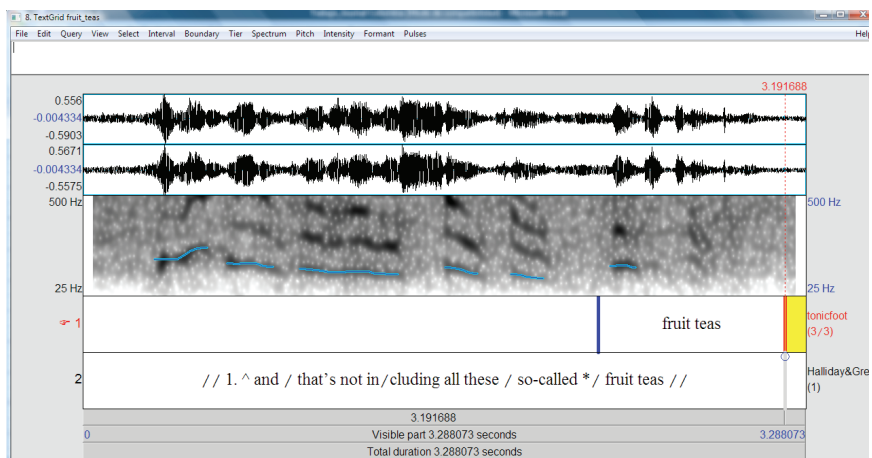 8. TextGrid fruit_teas
File Edit Query View Select Interval Boundary Tier Spectrum Pitch Intensity Formant Pulses Help
3.191688
0.556
-0.004334
-0.5903
0.5671
-0.004334
-0.5575
500 Hz 500 Hz
25 Hz 25 Hz
1 fruit teas tonicfoot
(3/3)
2 // 1. ^ and / that's not in/cluding all these / so-called */ fruit teas // Halliday&Gre
(1)
3.191688
0 Visible part 3.288073 seconds 3.288073
Total duration 3.288073 seconds